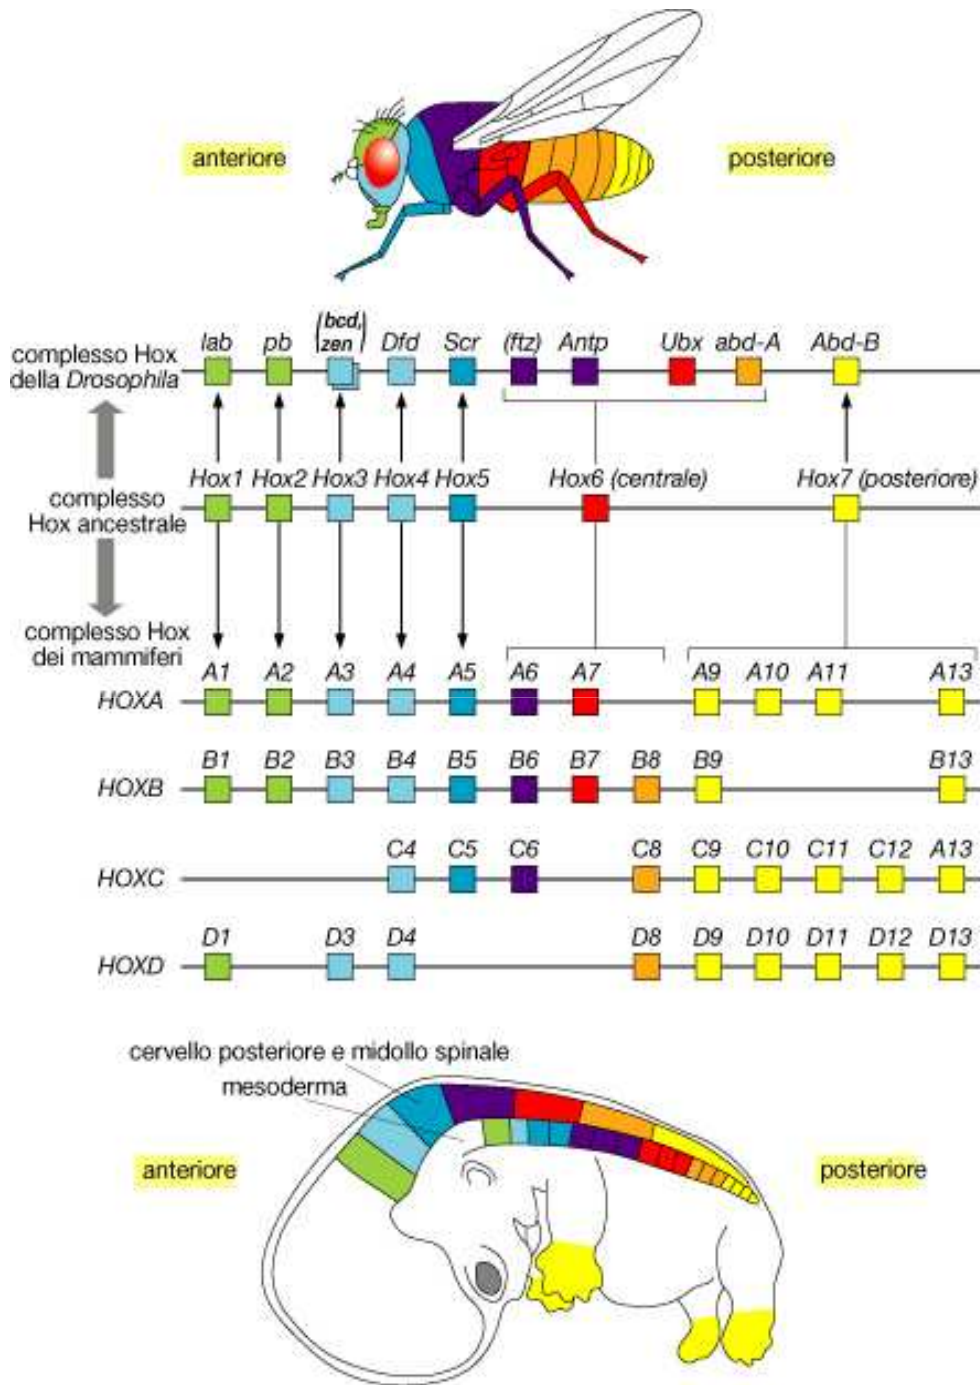 anteriore
posteriore
lab pb (bcd, zen) Dfd Scr (ftz) Antp Ubx abd-A Abd-B
complesso Hox
della Drosophila
Hox1 Hox2 Hox3 Hox4 Hox5 Hox6 (centrale) Hox7 (posteriore)
complesso
Hox ancestrale
complesso Hox
dei mammiferi
A1 A2 A3 A4 A5 A6 A7 A9 A10 A11 A13
HOXA
B1 B2 B3 B4 B5 B6 B7 B8 B9 B13
HOXB
C4 C5 C6 C8 C9 C10 C11 C12 A13
HOXC
D1 D3 D4 D8 D9 D10 D11 D12 D13
HOXD
cervello posteriore e midollo spinale
mesoderma
anteriore
posteriore